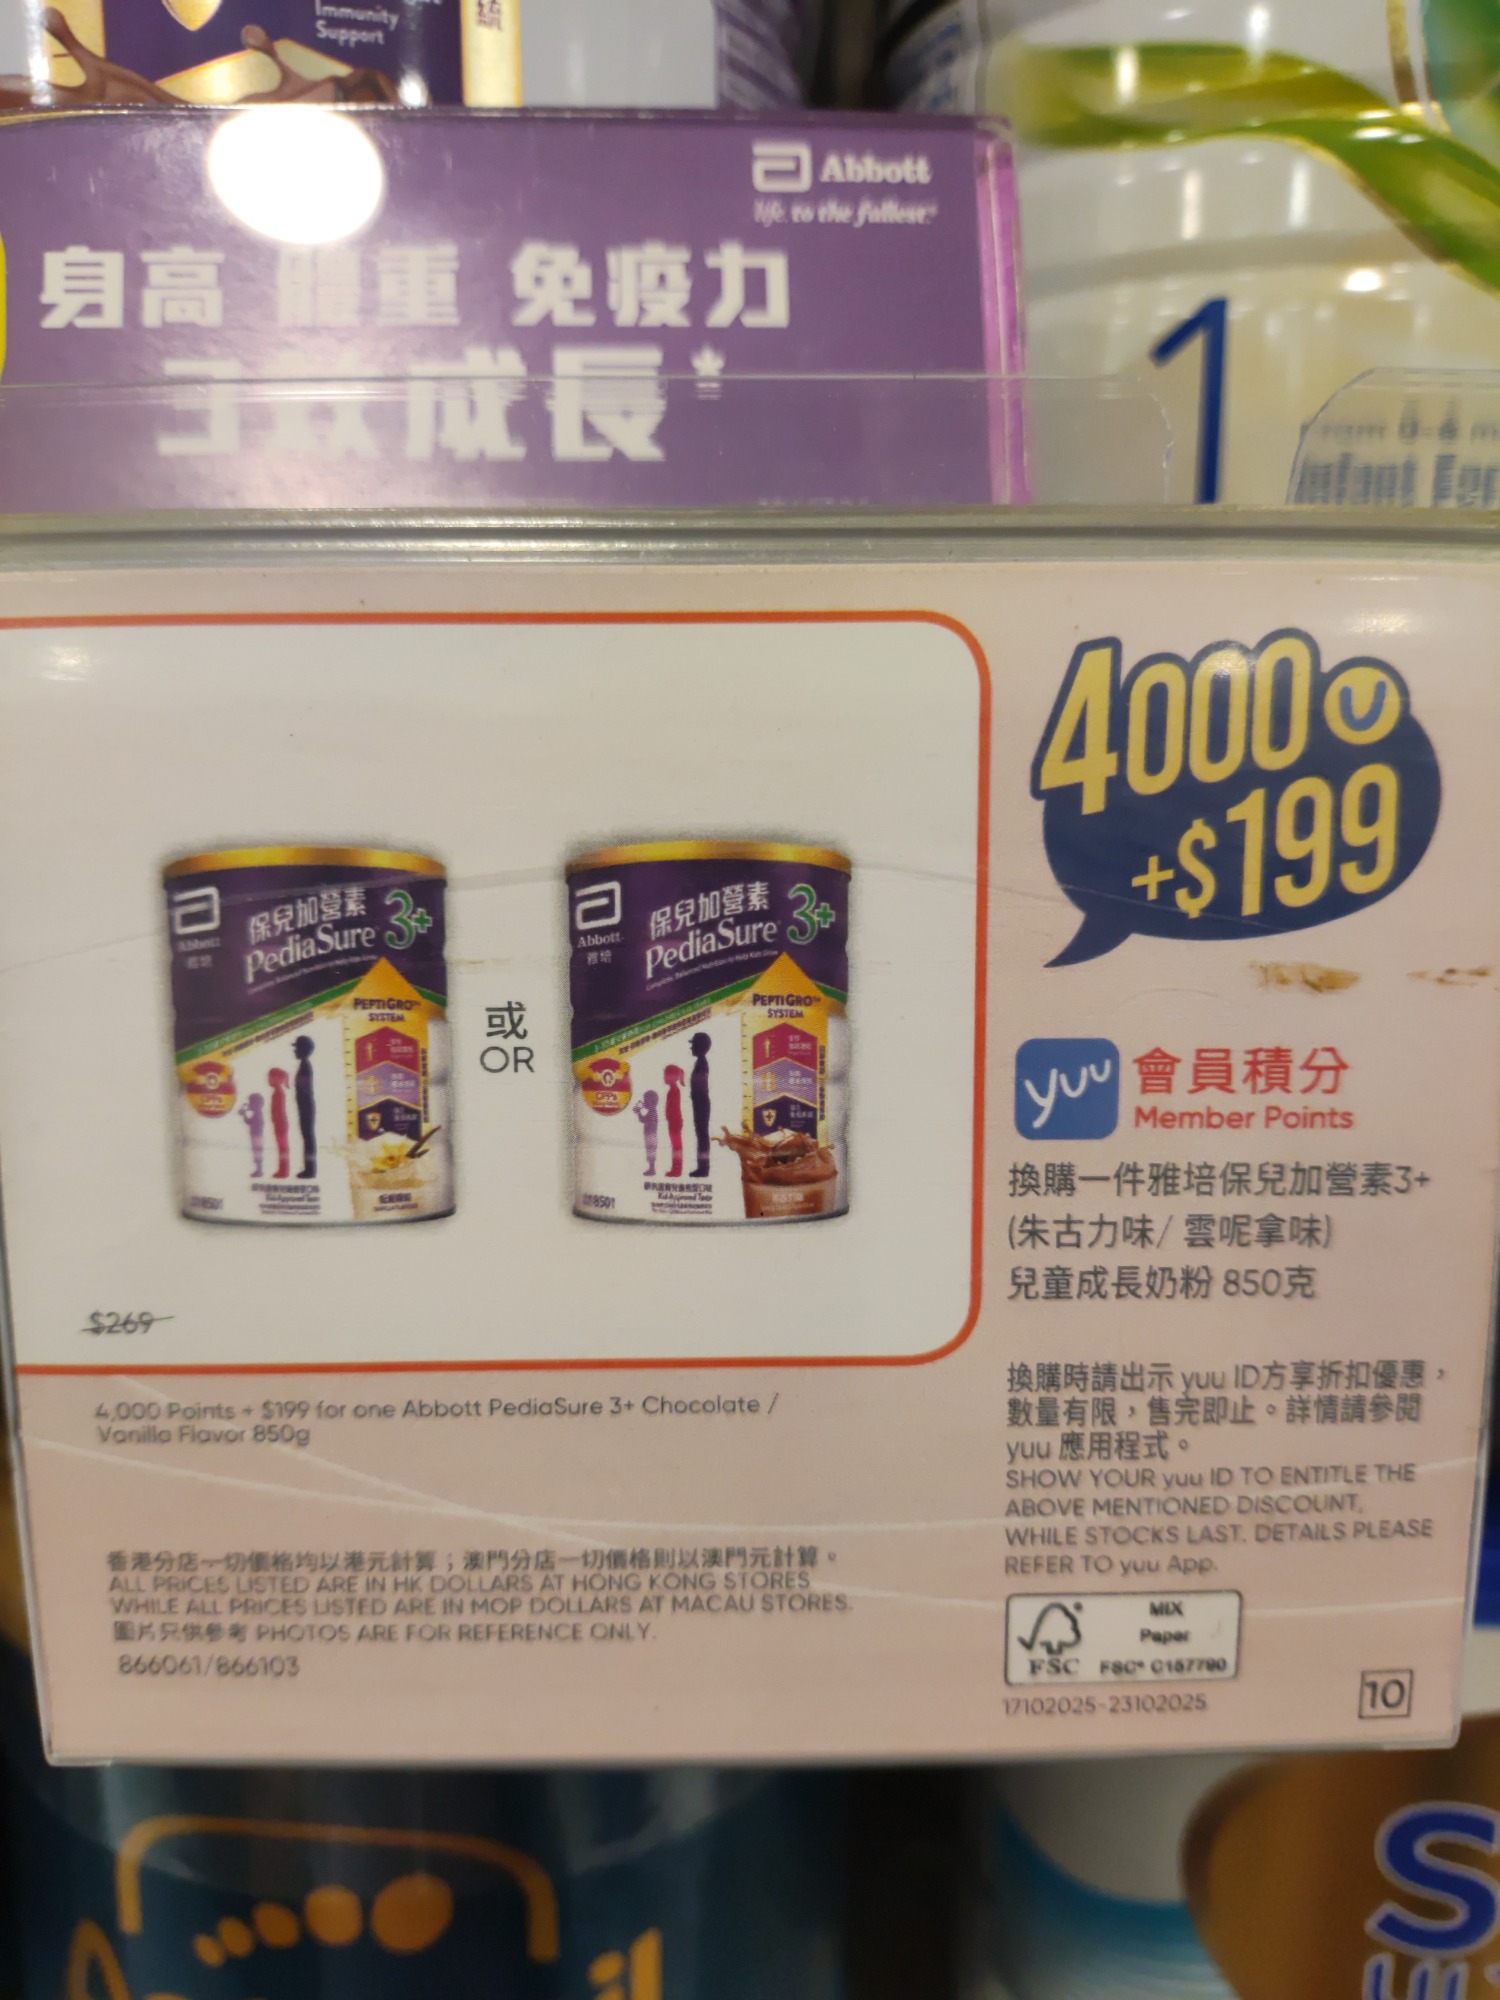 Immunity
Support
統
Abbott
life. to the fullest.®
身高 體重 免疫力
3效成長*
1
4000
+$199
Abbott
雅培
保兒加營素 3+
PediaSure
PEPTIGRO™
SYSTEM
或
OR
Abbott
雅培
保兒加營素 3+
PediaSure
PEPTIGRO™
SYSTEM
yuu 會員積分
Member Points
換購一件雅培保兒加營素3+
(朱古力味/ 雲呢拿味)
兒童成長奶粉 850克
$269
4,000 Points + $199 for one Abbott PediaSure 3+ Chocolate /
Vanilla Flavor 850g
換購時請出示 yuu ID方享折扣優惠，
數量有限，售完即止。詳情請參閱
yuu 應用程式。
SHOW YOUR yuu ID TO ENTITLE THE
ABOVE MENTIONED DISCOUNT,
WHILE STOCKS LAST. DETAILS PLEASE
REFER TO yuu App.
香港分店一切價格均以港元計算；澳門分店一切價格則以澳門元計算。
ALL PRICES LISTED ARE IN HK DOLLARS AT HONG KONG STORES
WHILE ALL PRICES LISTED ARE IN MOP DOLLARS AT MACAU STORES.
圖片只供參考 PHOTOS ARE FOR REFERENCE ONLY.
866061/866103
FSC
MIX
Paper
FSC® C157790
17102025-23102025
10